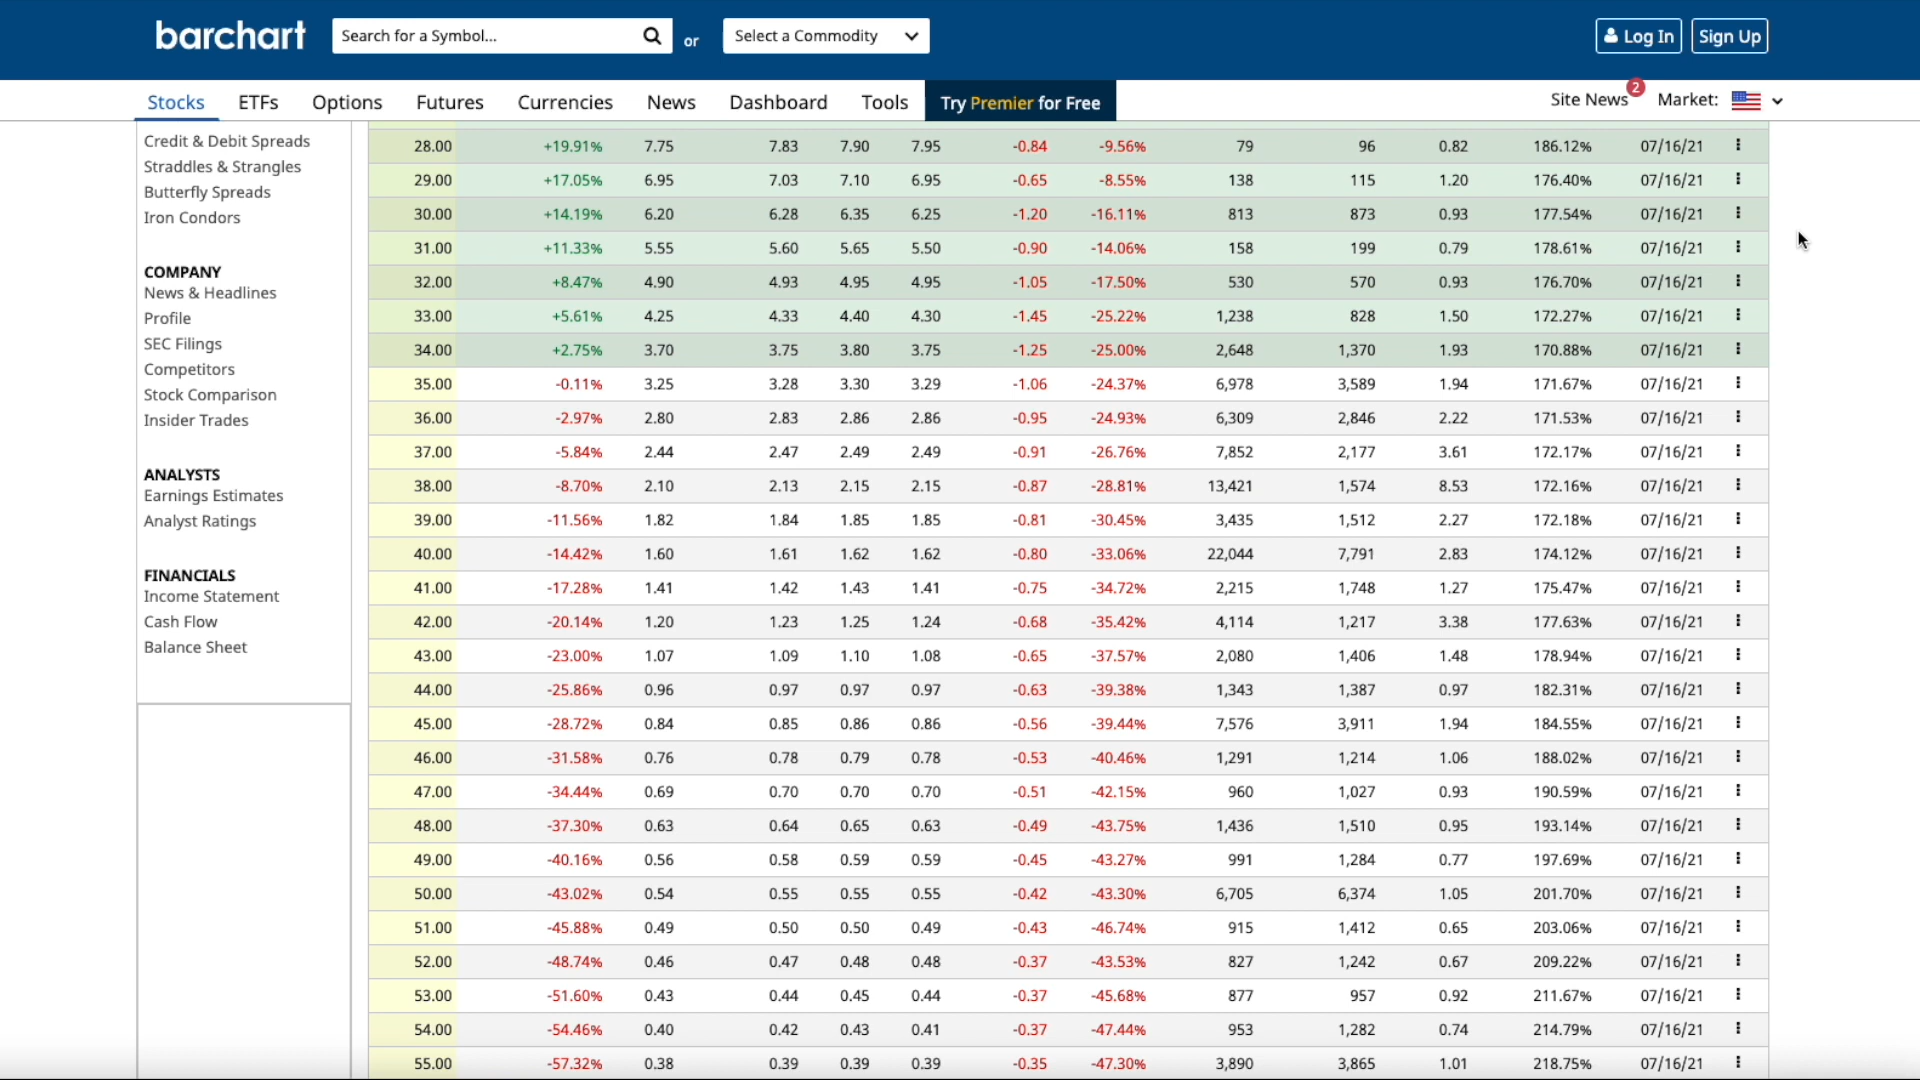 barchart Search for a Symbol... or Select a Commodity Log In Sign Up
Stocks ETFs Options Futures Currencies News Dashboard Tools Try Premier for Free Site News 2 Market:
Credit & Debit Spreads
Straddles & Strangles
Butterfly Spreads
Iron Condors
COMPANY
News & Headlines
Profile
SEC Filings
Competitors
Stock Comparison
Insider Trades
ANALYSTS
Earnings Estimates
Analyst Ratings
FINANCIALS
Income Statement
Cash Flow
Balance Sheet
28.00 +19.91% 7.75 7.83 7.90 7.95 -0.84 -9.56% 79 96 0.82 186.12% 07/16/21
29.00 +17.05% 6.95 7.03 7.10 6.95 -0.65 -8.55% 138 115 1.20 176.40% 07/16/21
30.00 +14.19% 6.20 6.28 6.35 6.25 -1.20 -16.11% 813 873 0.93 177.54% 07/16/21
31.00 +11.33% 5.55 5.60 5.65 5.50 -0.90 -14.06% 158 199 0.79 178.61% 07/16/21
32.00 +8.47% 4.90 4.93 4.95 4.95 -1.05 -17.50% 530 570 0.93 176.70% 07/16/21
33.00 +5.61% 4.25 4.33 4.40 4.30 -1.45 -25.22% 1,238 828 1.50 172.27% 07/16/21
34.00 +2.75% 3.70 3.75 3.80 3.75 -1.25 -25.00% 2,648 1,370 1.93 170.88% 07/16/21
35.00 -0.11% 3.25 3.28 3.30 3.29 -1.06 -24.37% 6,978 3,589 1.94 171.67% 07/16/21
36.00 -2.97% 2.80 2.83 2.86 2.86 -0.95 -24.93% 6,309 2,846 2.22 171.53% 07/16/21
37.00 -5.84% 2.44 2.47 2.49 2.49 -0.91 -26.76% 7,852 2,177 3.61 172.17% 07/16/21
38.00 -8.70% 2.10 2.13 2.15 2.15 -0.87 -28.81% 13,421 1,574 8.53 172.16% 07/16/21
39.00 -11.56% 1.82 1.84 1.85 1.85 -0.81 -30.45% 3,435 1,512 2.27 172.18% 07/16/21
40.00 -14.42% 1.60 1.61 1.62 1.62 -0.80 -33.06% 22,044 7,791 2.83 174.12% 07/16/21
41.00 -17.28% 1.41 1.42 1.43 1.41 -0.75 -34.72% 2,215 1,748 1.27 175.47% 07/16/21
42.00 -20.14% 1.20 1.23 1.25 1.24 -0.68 -35.42% 4,114 1,217 3.38 177.63% 07/16/21
43.00 -23.00% 1.07 1.09 1.10 1.08 -0.65 -37.57% 2,080 1,406 1.48 178.94% 07/16/21
44.00 -25.86% 0.96 0.97 0.97 0.97 -0.63 -39.38% 1,343 1,387 0.97 182.31% 07/16/21
45.00 -28.72% 0.84 0.85 0.86 0.86 -0.56 -39.44% 7,576 3,911 1.94 184.55% 07/16/21
46.00 -31.58% 0.76 0.78 0.79 0.78 -0.53 -40.46% 1,291 1,214 1.06 188.02% 07/16/21
47.00 -34.44% 0.69 0.70 0.70 0.70 -0.51 -42.15% 960 1,027 0.93 190.59% 07/16/21
48.00 -37.30% 0.63 0.64 0.65 0.63 -0.49 -43.75% 1,436 1,510 0.95 193.14% 07/16/21
49.00 -40.16% 0.56 0.58 0.59 0.59 -0.45 -43.27% 991 1,284 0.77 197.69% 07/16/21
50.00 -43.02% 0.54 0.55 0.55 0.55 -0.42 -43.30% 6,705 6,374 1.05 201.70% 07/16/21
51.00 -45.88% 0.49 0.50 0.50 0.49 -0.43 -46.74% 915 1,412 0.65 203.06% 07/16/21
52.00 -48.74% 0.46 0.47 0.48 0.48 -0.37 -43.53% 827 1,242 0.67 209.22% 07/16/21
53.00 -51.60% 0.43 0.44 0.45 0.44 -0.37 -45.68% 877 957 0.92 211.67% 07/16/21
54.00 -54.46% 0.40 0.42 0.43 0.41 -0.37 -47.44% 953 1,282 0.74 214.79% 07/16/21
55.00 -57.32% 0.38 0.39 0.39 0.39 -0.35 -47.30% 3,890 3,865 1.01 218.75% 07/16/21